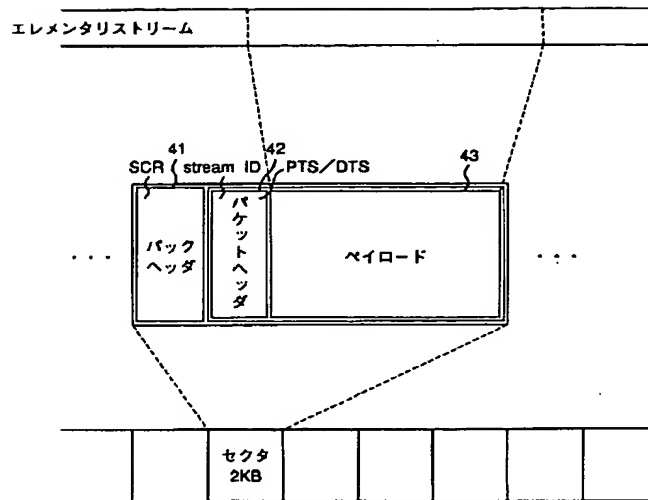 エレメンタリストリーム
41
42
43
SCR
stream ID
PTS/DTS
パック
ヘッダ
パケットヘッダ
ペイロード
...
...
セクタ
2KB